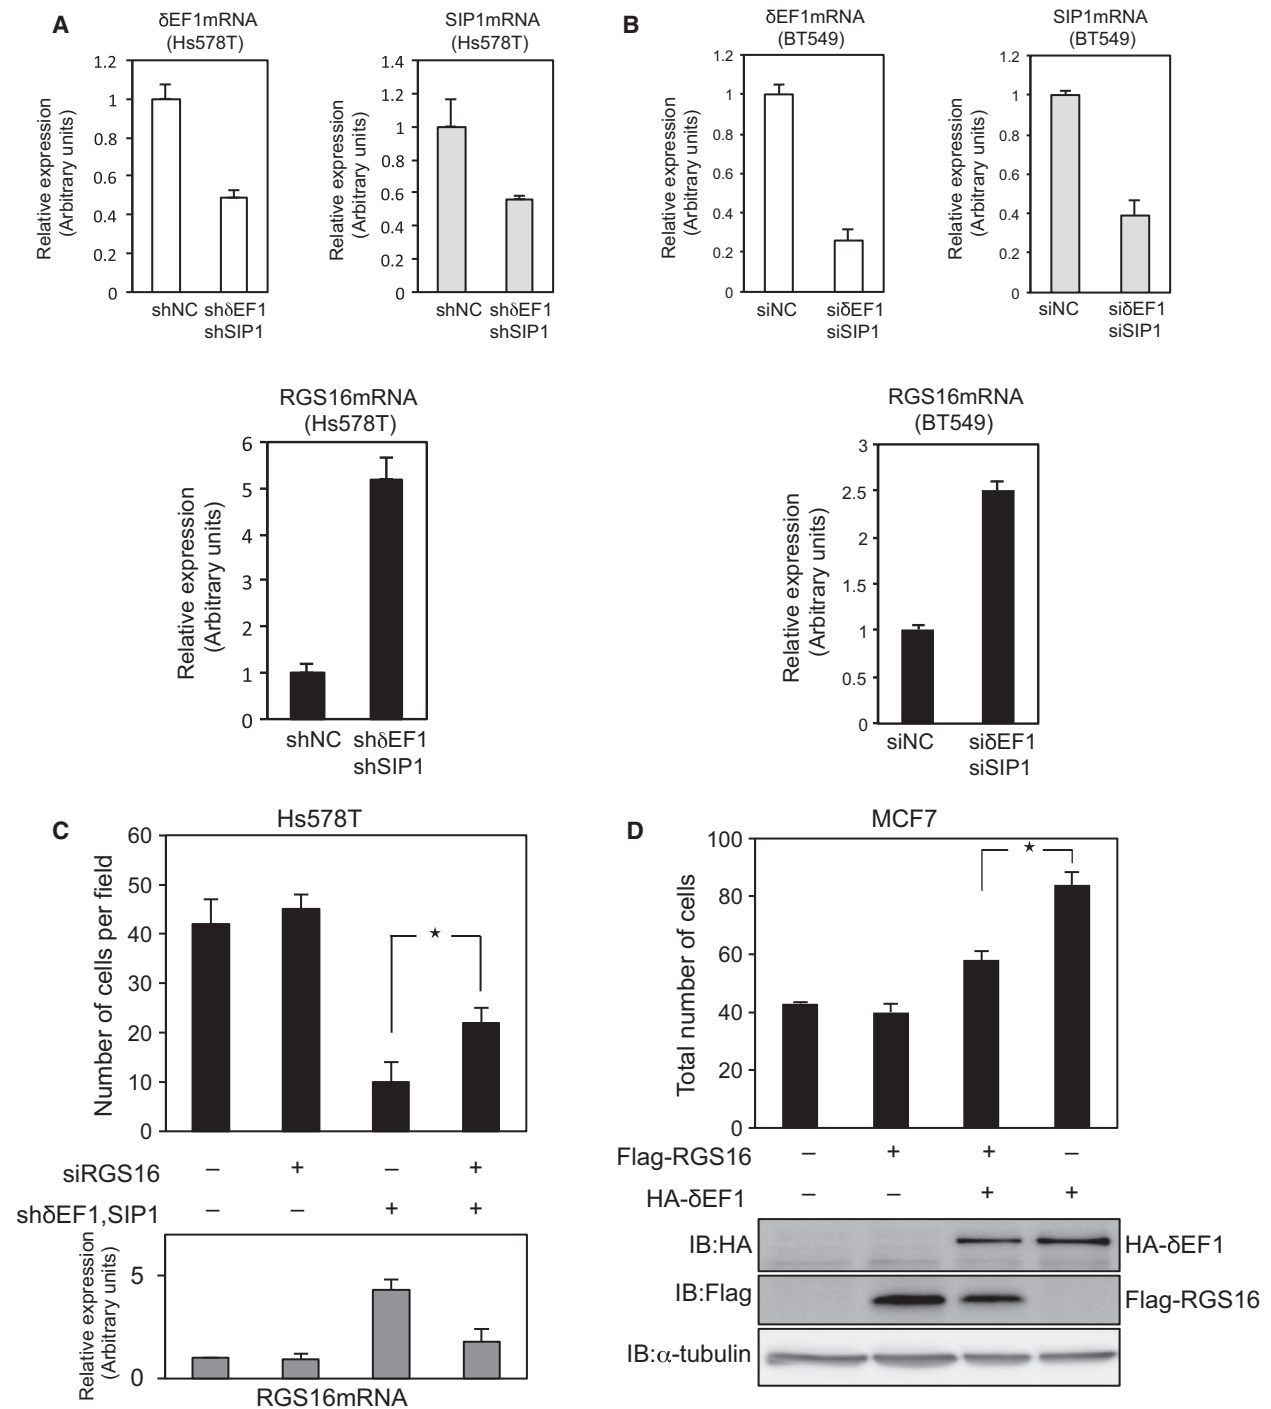 A
δEF1mRNA
(Hs578T)
Relative expression
(Arbitrary units)
1.2
1
0.8
0.6
0.4
0.2
0
shNC shδEF1
shSIP1
SIP1mRNA
(Hs578T)
Relative expression
(Arbitrary units)
1.4
1.2
1
0.8
0.6
0.4
0.2
0
shNC shδEF1
shSIP1
B
δEF1mRNA
(BT549)
Relative expression
(Arbitrary units)
1.2
1
0.8
0.6
0.4
0.2
0
siNC siδEF1
siSIP1
SIP1mRNA
(BT549)
Relative expression
(Arbitrary units)
1.2
1
0.8
0.6
0.4
0.2
0
siNC siδEF1
siSIP1
RGS16mRNA
(Hs578T)
Relative expression
(Arbitrary units)
6
5
4
3
2
1
0
shNC shδEF1
shSIP1
RGS16mRNA
(BT549)
Relative expression
(Arbitrary units)
3
2.5
2
1.5
1
0.5
0
siNC siδEF1
siSIP1
C
Hs578T
Number of cells per field
60
50
40
30
20
10
0
★
siRGS16 – + – +
shδEF1,SIP1 – – + +
Relative expression
(Arbitrary units)
5
0
RGS16mRNA
D
MCF7
Total number of cells
100
80
60
40
20
0
★
Flag-RGS16 – + + –
HA-δEF1 – – + +
IB:HA HA-δEF1
IB:Flag Flag-RGS16
IB:α-tubulin